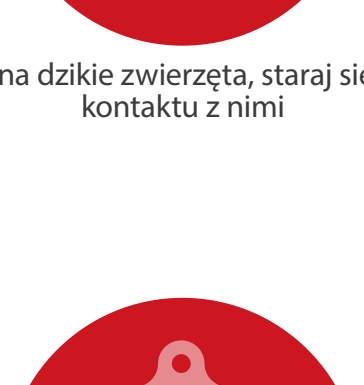 na dzikie zwierzęta, staraj się
kontaktu z nimi